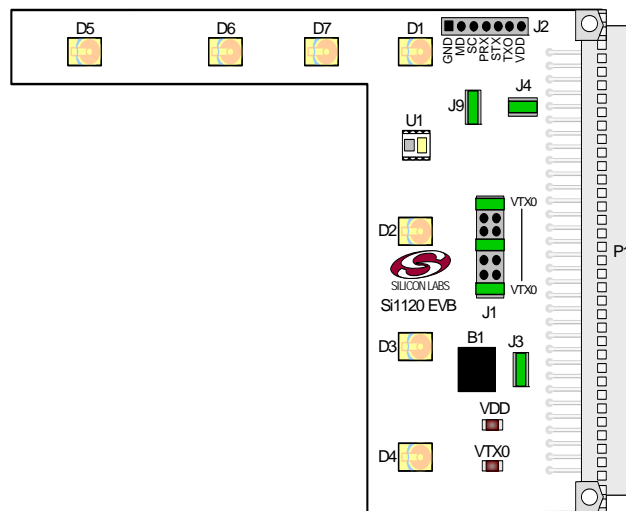 D5
D6
D7
D1
J2
GND
MD
SC
PRX
STX
TXO
VDD
J9
J4
U1
VTX0
D2
P1
SILICON LABS
VTX0
Si1120 EVB
J1
D3
B1
J3
VDD
D4
VTX0